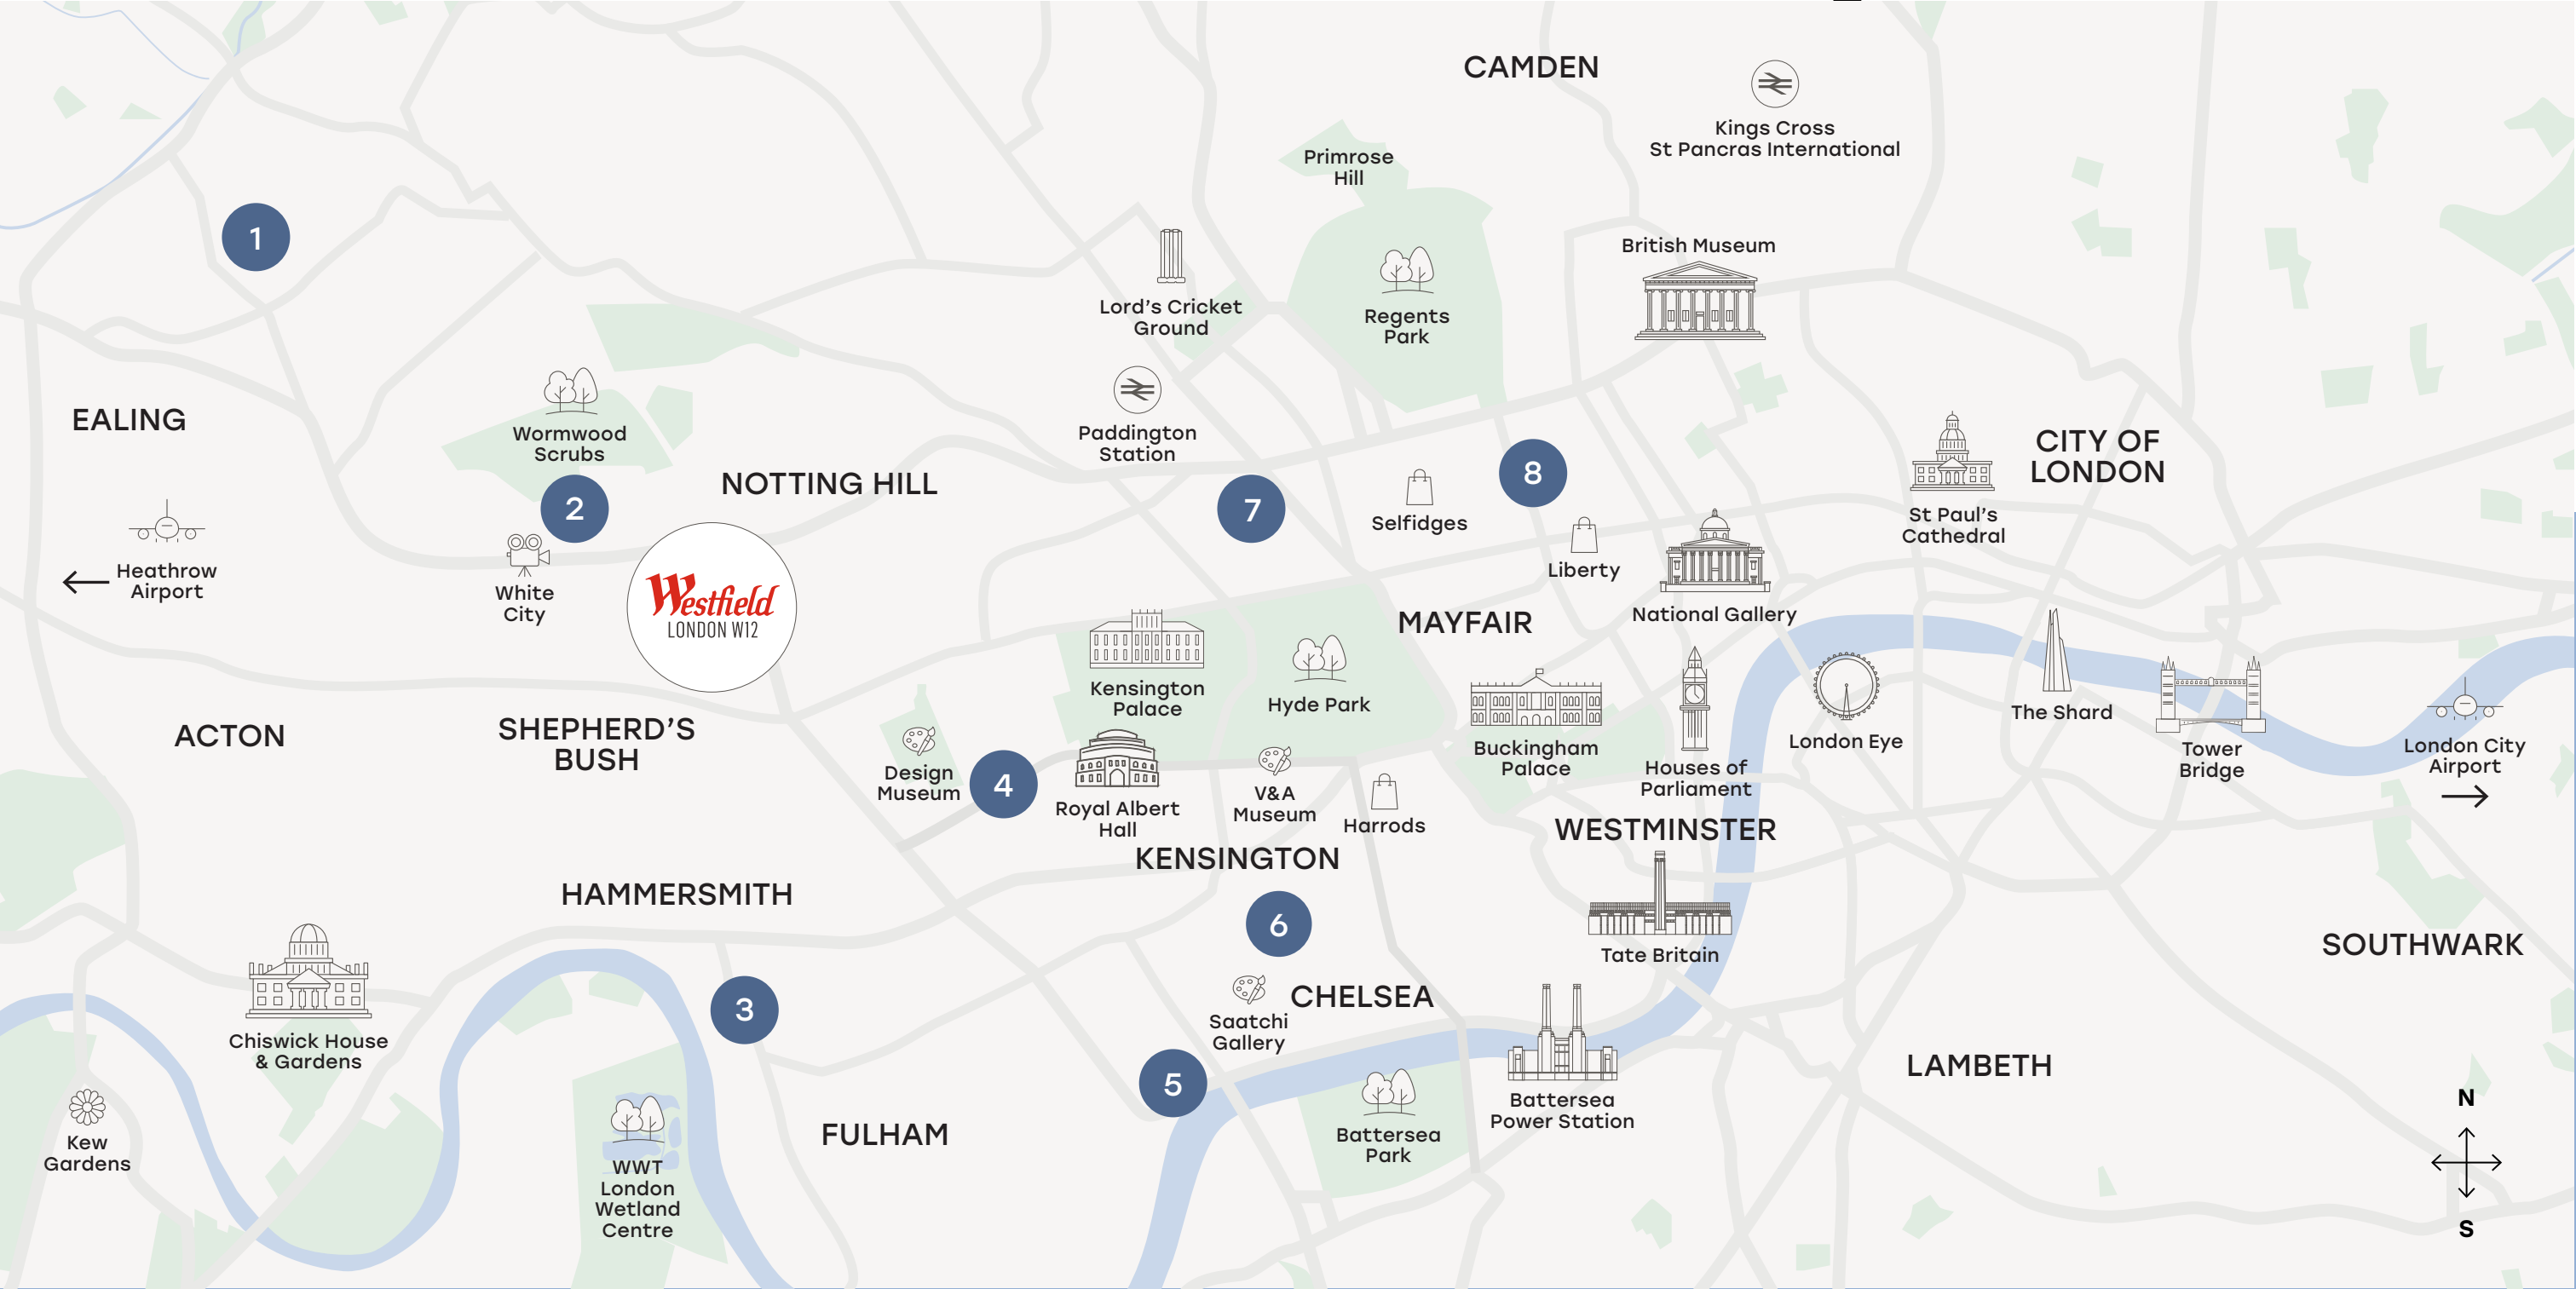 CAMDEN
Kings Cross
St Pancras International
Primrose
Hill
1
British Museum
Lord's Cricket
Ground
Regents
Park
EALING
Wormwood
Scrubs
Paddington
Station
NOTTING HILL
CITY OF
LONDON
2
7
8
Selfidges
St Paul's
Cathedral
Heathrow
Airport
White
City
Westfield
LONDON W12
Liberty
National Gallery
MAYFAIR
Kensington
Palace
Hyde Park
The Shard
ACTON
SHEPHERD'S
BUSH
Design
Museum
4
Royal Albert
Hall
V&A
Museum
Harrods
Buckingham
Palace
Houses of
Parliament
London Eye
Tower
Bridge
London City
Airport
WESTMINSTER
KENSINGTON
HAMMERSMITH
6
Tate Britain
SOUTHWARK
3
CHELSEA
Saatchi
Gallery
Chiswick House
& Gardens
5
LAMBETH
Battersea
Power Station
Kew
Gardens
FULHAM
Battersea
Park
WWT
London
Wetland
Centre
N
S